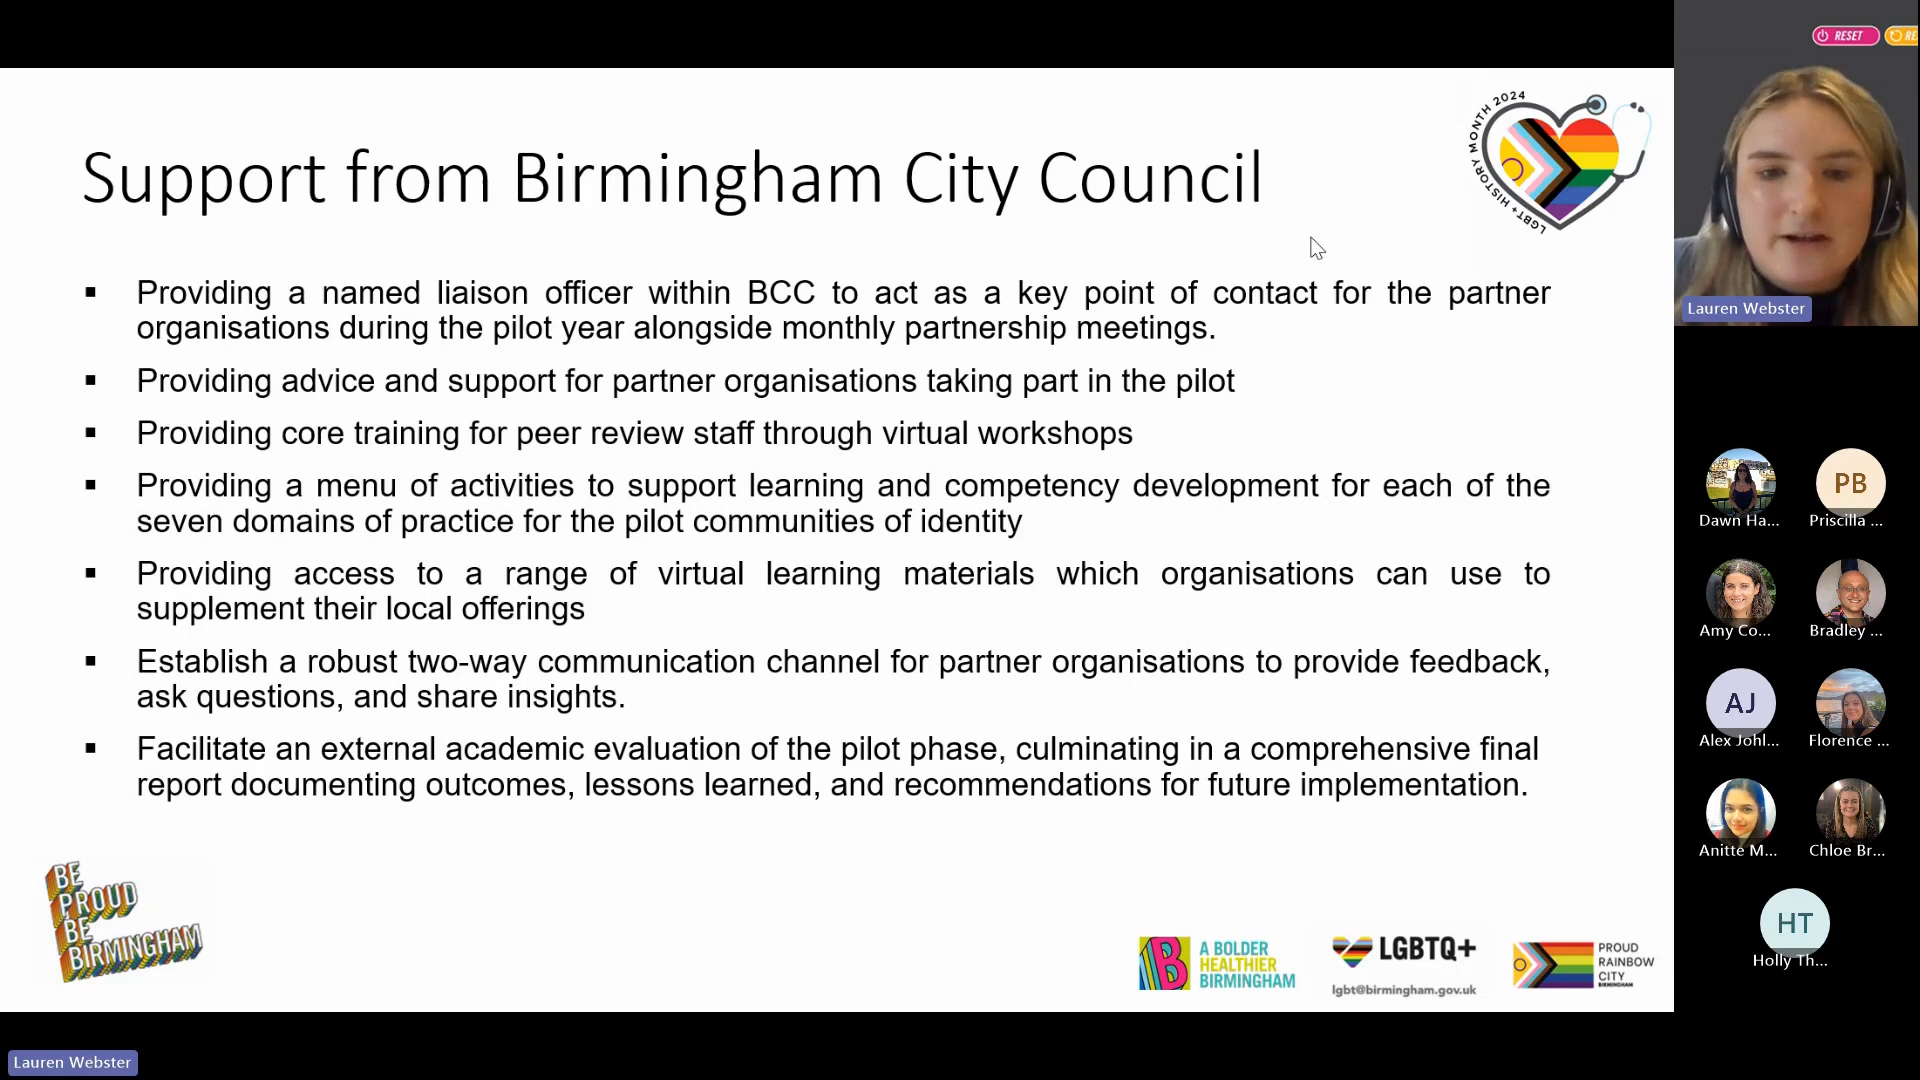 RESET
RE
LGBT+ HISTORY MONTH 2024
Support from Birmingham City Council
Lauren Webster
▪ Providing a named liaison officer within BCC to act as a key point of contact for the partner
organisations during the pilot year alongside monthly partnership meetings.
▪ Providing advice and support for partner organisations taking part in the pilot
▪ Providing core training for peer review staff through virtual workshops
▪ Providing a menu of activities to support learning and competency development for each of the
seven domains of practice for the pilot communities of identity
▪ Providing access to a range of virtual learning materials which organisations can use to
supplement their local offerings
▪ Establish a robust two-way communication channel for partner organisations to provide feedback,
ask questions, and share insights.
▪ Facilitate an external academic evaluation of the pilot phase, culminating in a comprehensive final
report documenting outcomes, lessons learned, and recommendations for future implementation.
BE
PROUD
BE
BIRMINGHAM
B
A BOLDER
HEALTHIER
BIRMINGHAM
LGBTQ+
lgbt@birmingham.gov.uk
PROUD
RAINBOW
CITY
BIRMINGHAM
Dawn Ha...
PB
Priscilla ...
Amy Co...
Bradley ...
AJ
Alex Johl...
Florence ...
Anitte M...
Chloe Br...
HT
Holly Th...
Lauren Webster